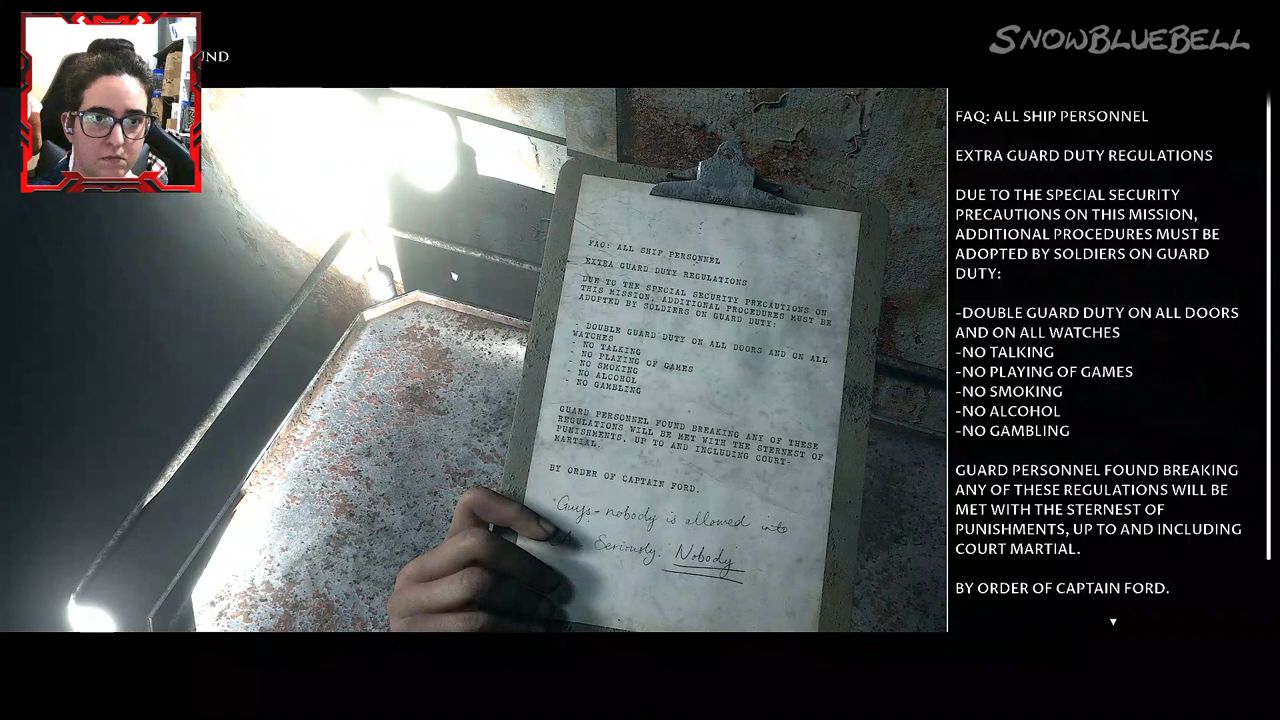 UND
SNOWBLUEBELL
FAQ: ALL SHIP PERSONNEL
EXTRA GUARD DUTY REGULATIONS
DUE TO THE SPECIAL SECURITY PRECAUTIONS ON
THIS MISSION, ADDITIONAL PROCEDURES MUST BE
ADOPTED BY SOLDIERS ON GUARD DUTY:
- DOUBLE GUARD DUTY ON ALL DOORS AND ON ALL
WATCHES
- NO TALKING
- NO PLAYING OF GAMES
- NO SMOKING
- NO ALCOHOL
- NO GAMBLING
GUARD PERSONNEL FOUND BREAKING ANY OF THESE
REGULATIONS WILL BE MET WITH THE STERNEST OF
PUNISHMENTS, UP TO AND INCLUDING COURT-
MARTIAL.
BY ORDER OF CAPTAIN FORD.
Guys - nobody is allowed into
Seriously. Nobody
FAQ: ALL SHIP PERSONNEL
EXTRA GUARD DUTY REGULATIONS
DUE TO THE SPECIAL SECURITY
PRECAUTIONS ON THIS MISSION,
ADDITIONAL PROCEDURES MUST BE
ADOPTED BY SOLDIERS ON GUARD
DUTY:
-DOUBLE GUARD DUTY ON ALL DOORS
AND ON ALL WATCHES
-NO TALKING
-NO PLAYING OF GAMES
-NO SMOKING
-NO ALCOHOL
-NO GAMBLING
GUARD PERSONNEL FOUND BREAKING
ANY OF THESE REGULATIONS WILL BE
MET WITH THE STERNEST OF
PUNISHMENTS, UP TO AND INCLUDING
COURT MARTIAL.
BY ORDER OF CAPTAIN FORD.